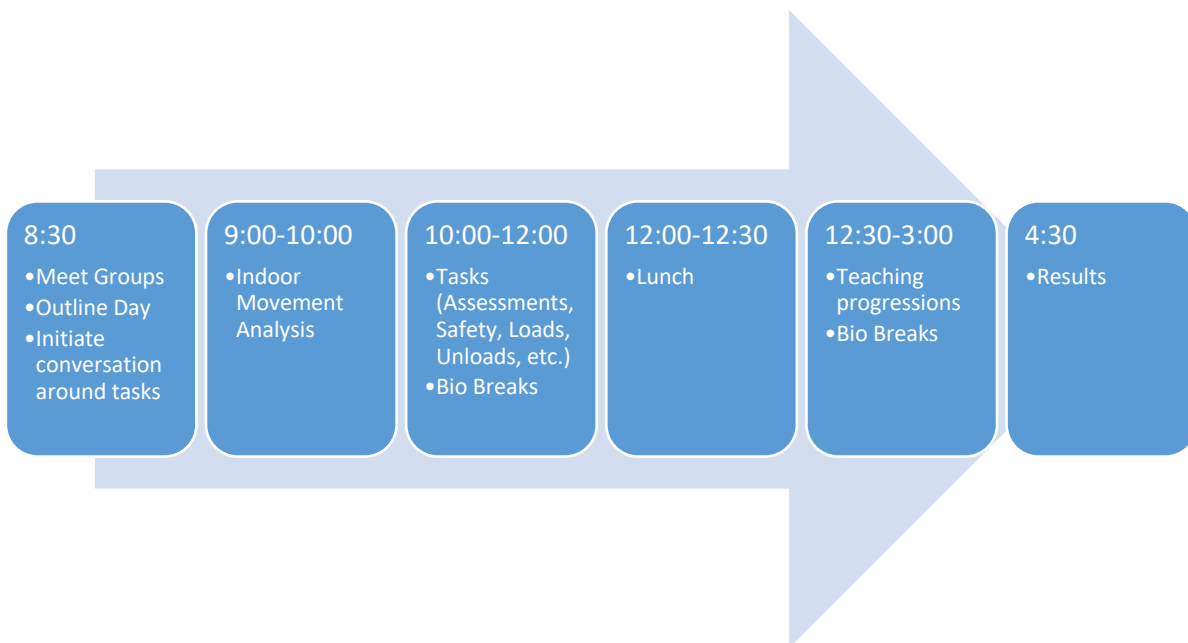 8:30
•Meet Groups
•Outline Day
•Initiate
conversation
around tasks
9:00-10:00
•Indoor
Movement
Analysis
10:00-12:00
•Tasks
(Assessments,
Safety, Loads,
Unloads, etc.)
•Bio Breaks
12:00-12:30
•Lunch
12:30-3:00
•Teaching
progressions
•Bio Breaks
4:30
•Results